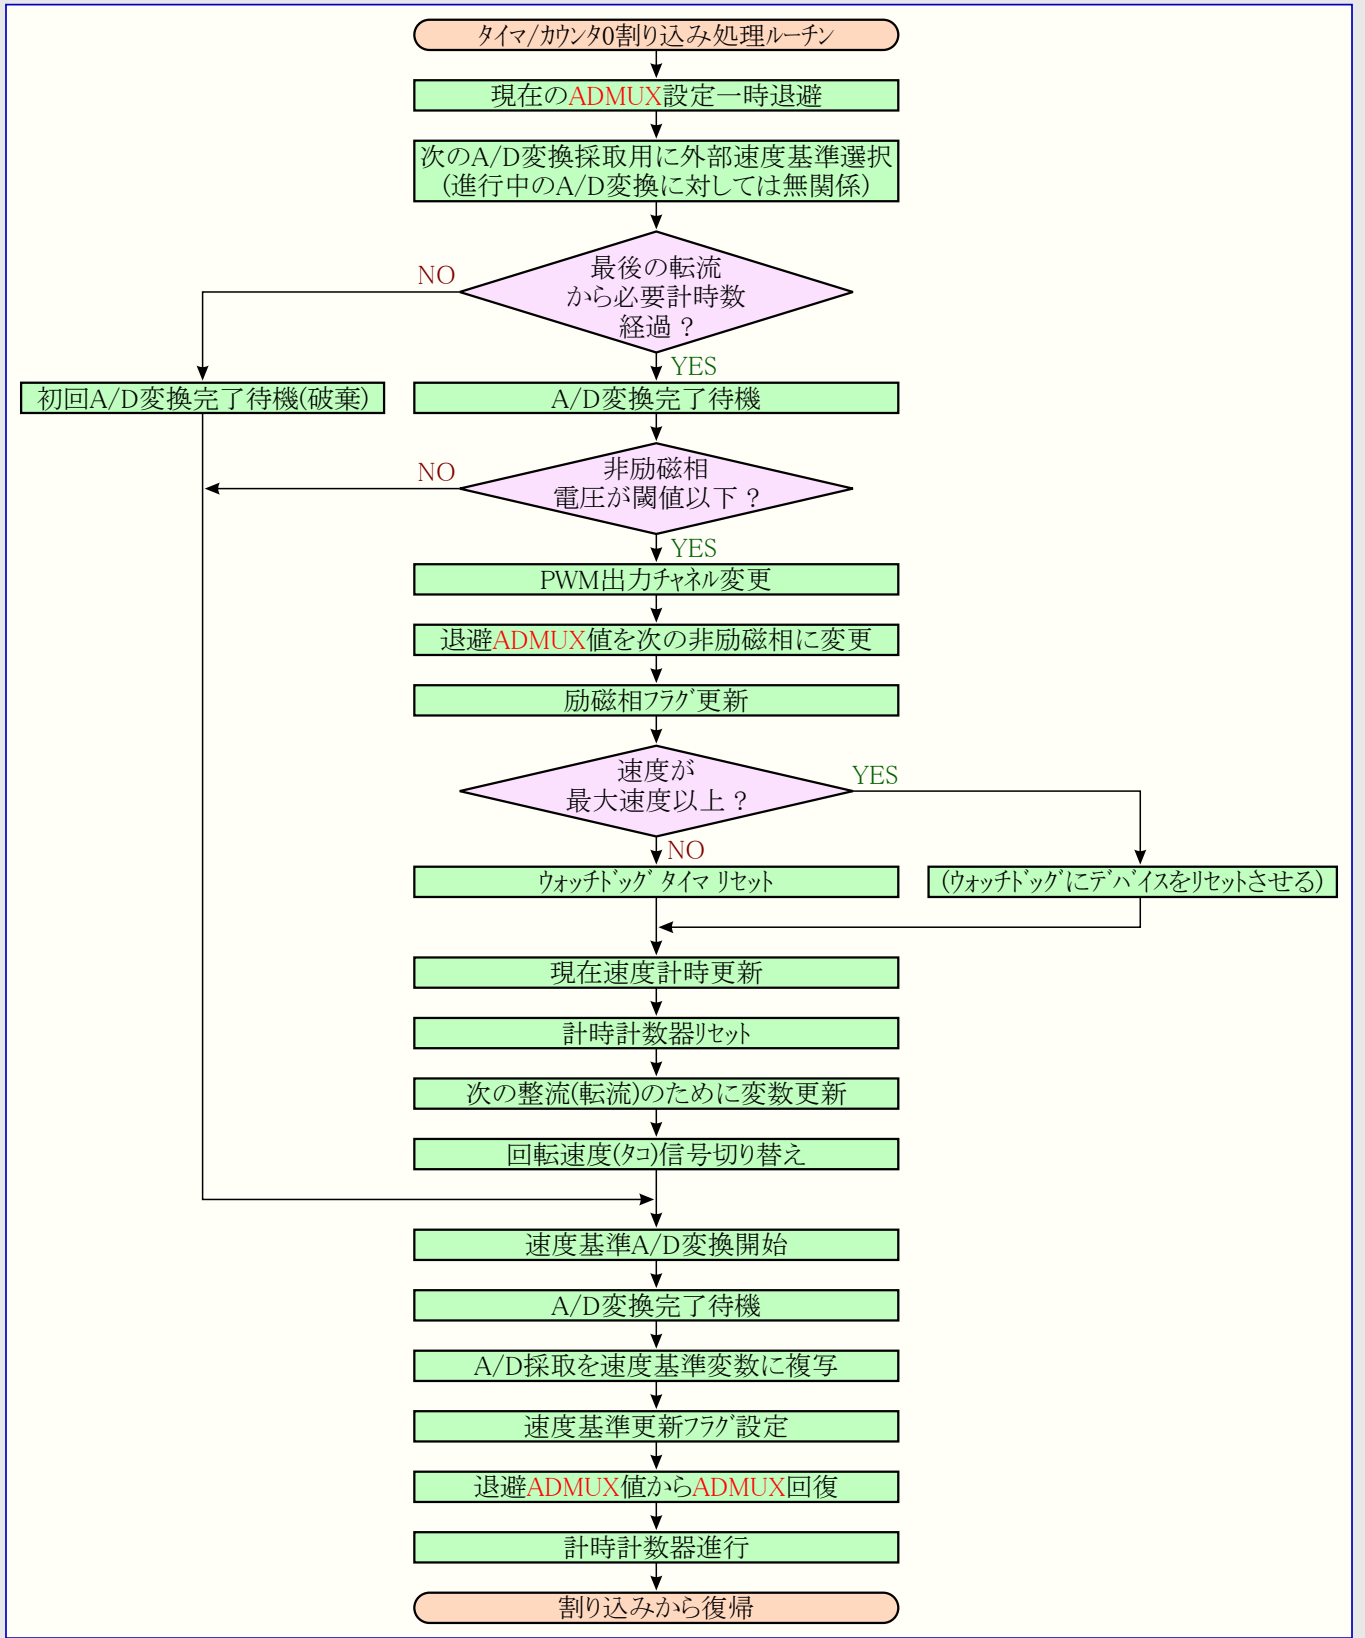 ﾀｲﾏ/ｶｳﾝﾀ0割り込み処理ﾙｰﾁﾝ
現在のADMUX設定一時退避
次のA/D変換採取用に外部速度基準選択
(進行中のA/D変換に対しては無関係)
最後の転流
から必要計時数
経過？
NO
YES
初回A/D変換完了待機(破棄)
A/D変換完了待機
非励磁相
電圧が閾値以下？
NO
YES
PWM出力ﾁｬﾈﾙ変更
退避ADMUX値を次の非励磁相に変更
励磁相ﾌﾗｸﾞ更新
速度が
最大速度以上？
YES
NO
ｳｫｯﾁﾄﾞｯｸﾞ ﾀｲﾏ ﾘｾｯﾄ
(ｳｫｯﾁﾄﾞｯｸﾞにﾃﾞﾊﾞｲｽをﾘｾｯﾄさせる)
現在速度計時更新
計時計数器ﾘｾｯﾄ
次の整流(転流)のために変数更新
回転速度(ﾀｺ)信号切り替え
速度基準A/D変換開始
A/D変換完了待機
A/D採取を速度基準変数に複写
速度基準更新ﾌﾗｸﾞ設定
退避ADMUX値からADMUX回復
計時計数器進行
割り込みから復帰